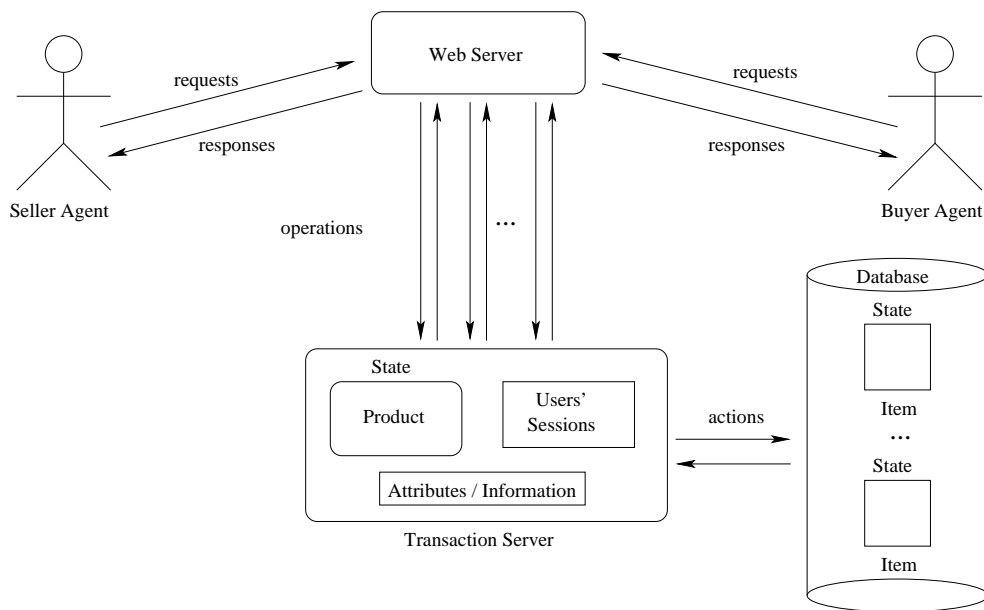 Web Server
requests
requests
responses
responses
Seller Agent
Buyer Agent
operations
...
Database
State
State
Product
Users’
Sessions
Item
actions
...
State
Attributes / Information
Transaction Server
Item